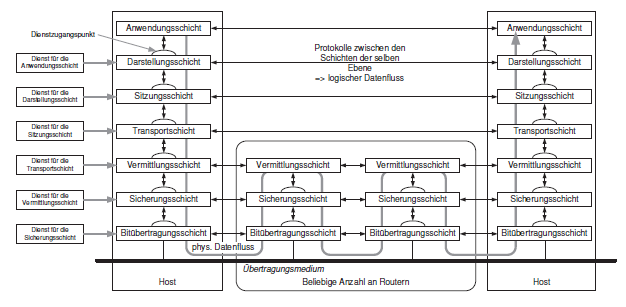 Anwendungsschicht
Anwendungsschicht
Dienstzugangspunkt
Protokolle zwischen den
Schichten der selben
Ebene
=> logischer Datenfluss
Dienst für die
Anwendungsschicht
Darstellungsschicht
Darstellungsschicht
Dienst für die
Darstellungsschicht
Sitzungsschicht
Sitzungsschicht
Dienst für die
Sitzungsschicht
Transportschicht
Transportschicht
Dienst für die
Transportschicht
Vermittlungsschicht
Vermittlungsschicht
Vermittlungsschicht
Vermittlungsschicht
Dienst für die
Vermittlungsschicht
Sicherungsschicht
Sicherungsschicht
Sicherungsschicht
Sicherungsschicht
Dienst für die
Sicherungsschicht
Bitübertragungsschicht
Bitübertragungsschicht
Bitübertragungsschicht
Bitübertragungsschicht
phys. Datenfluss
Übertragungsmedium
Host
Beliebige Anzahl an Routern
Host